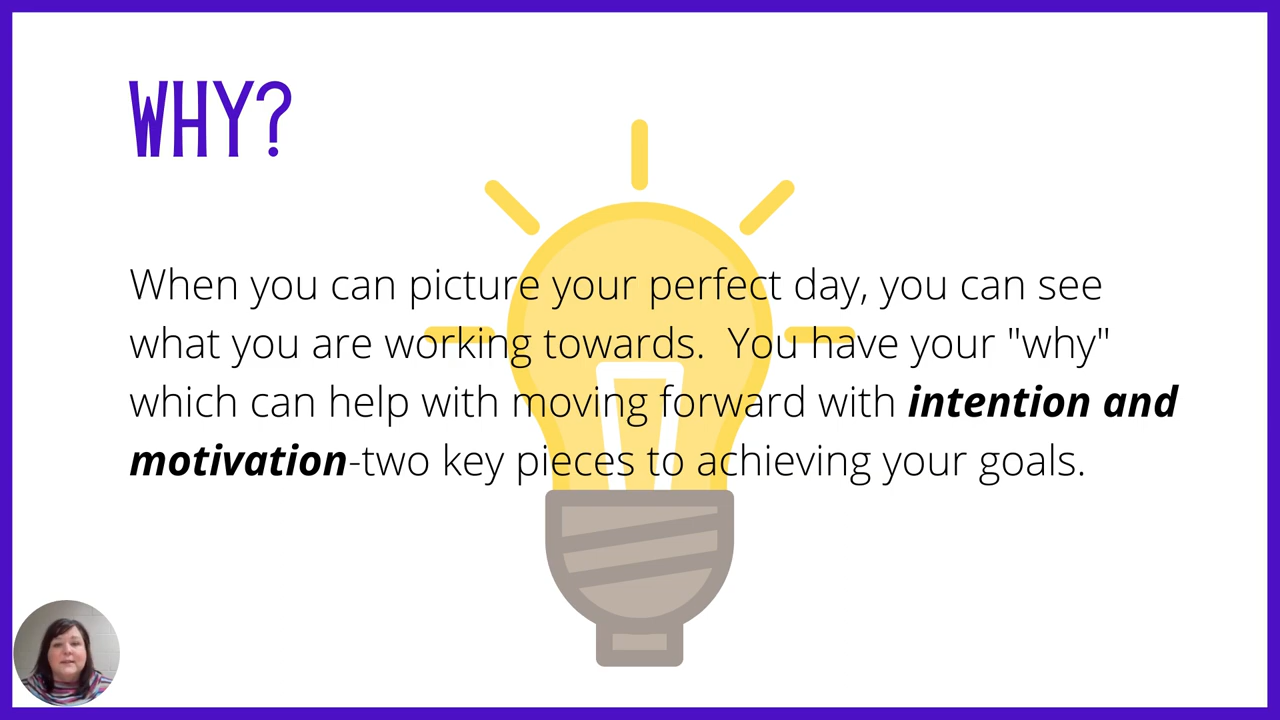 WHY?
When you can picture your perfect day, you can see
what you are working towards.  You have your "why"
which can help with moving forward with intention and
motivation-two key pieces to achieving your goals.